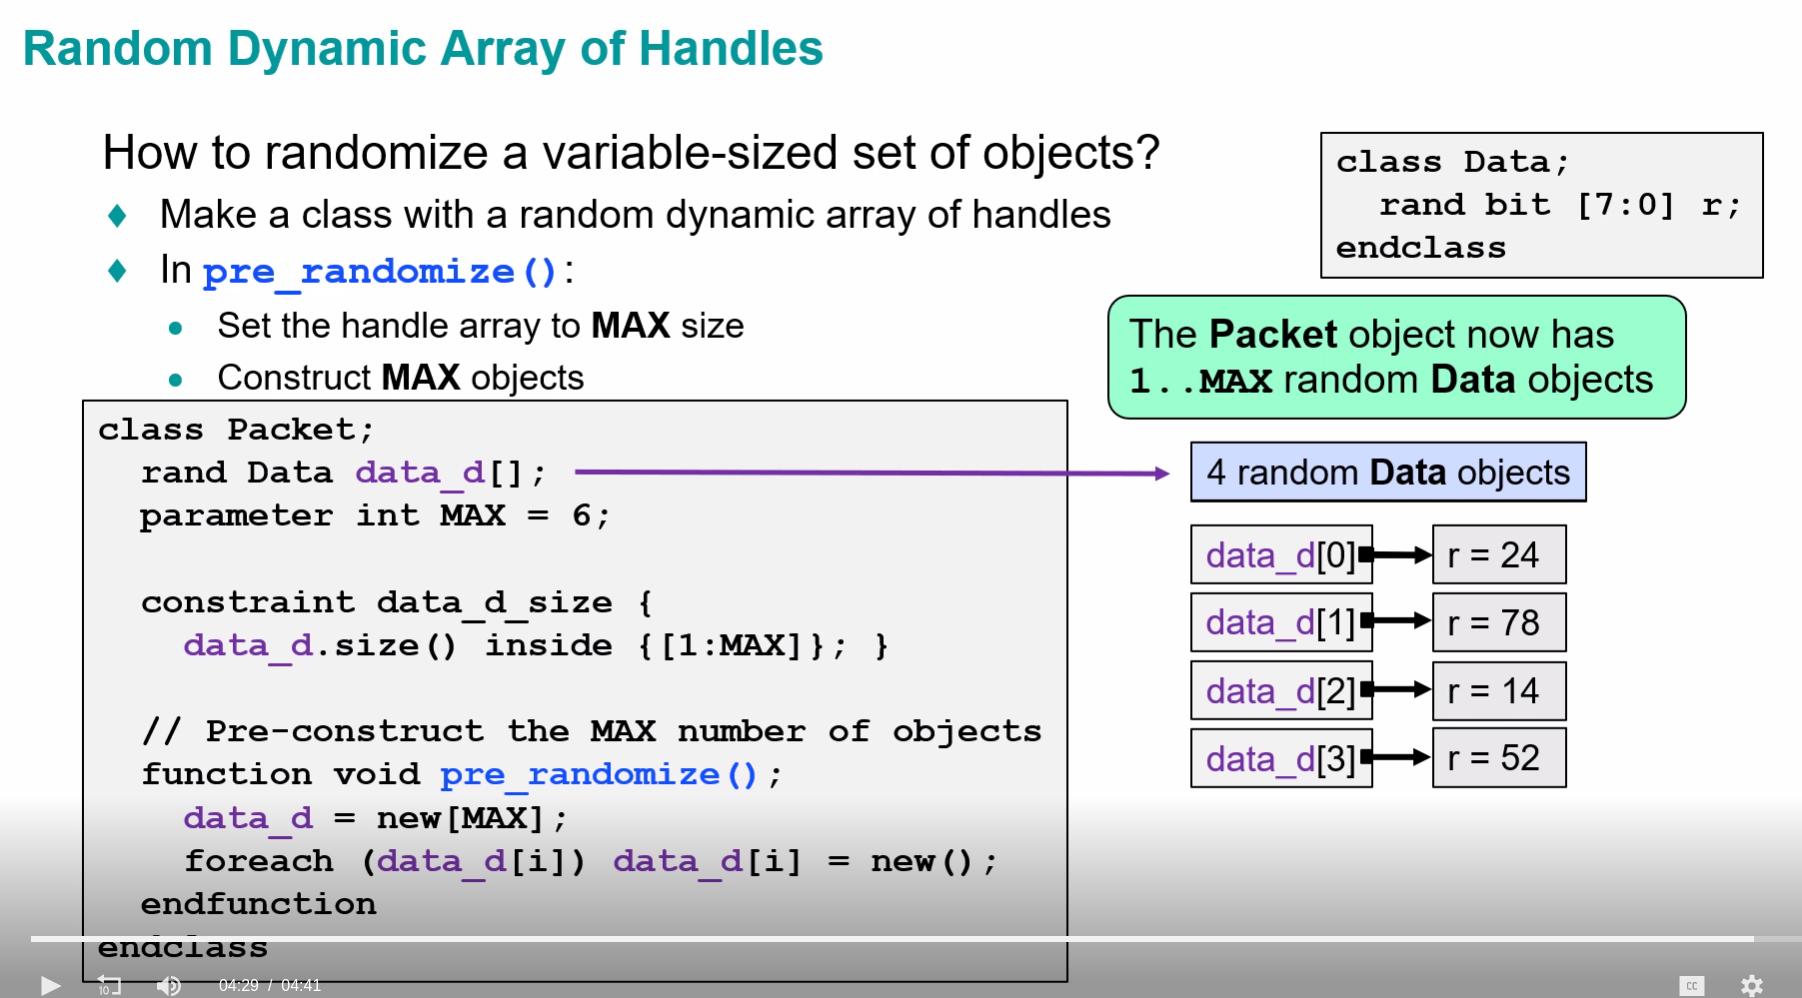 Random Dynamic Array of Handles
How to randomize a variable-sized set of objects?
Make a class with a random dynamic array of handles
In pre_randomize():
Set the handle array to MAX size
Construct MAX objects
class Data;
rand bit [7:0] r;
endclass
The Packet object now has
1..MAX random Data objects
class Packet;
rand Data data_d[];
parameter int MAX = 6;
constraint data_d_size {
data_d.size() inside {[1:MAX]}; }
// Pre-construct the MAX number of objects
function void pre_randomize();
data_d = new[MAX];
foreach (data_d[i]) data_d[i] = new();
endfunction
endclass
4 random Data objects
data_d[0] r = 24
data_d[1] r = 78
data_d[2] r = 14
data_d[3] r = 52
10 04:29 / 04:41 CC